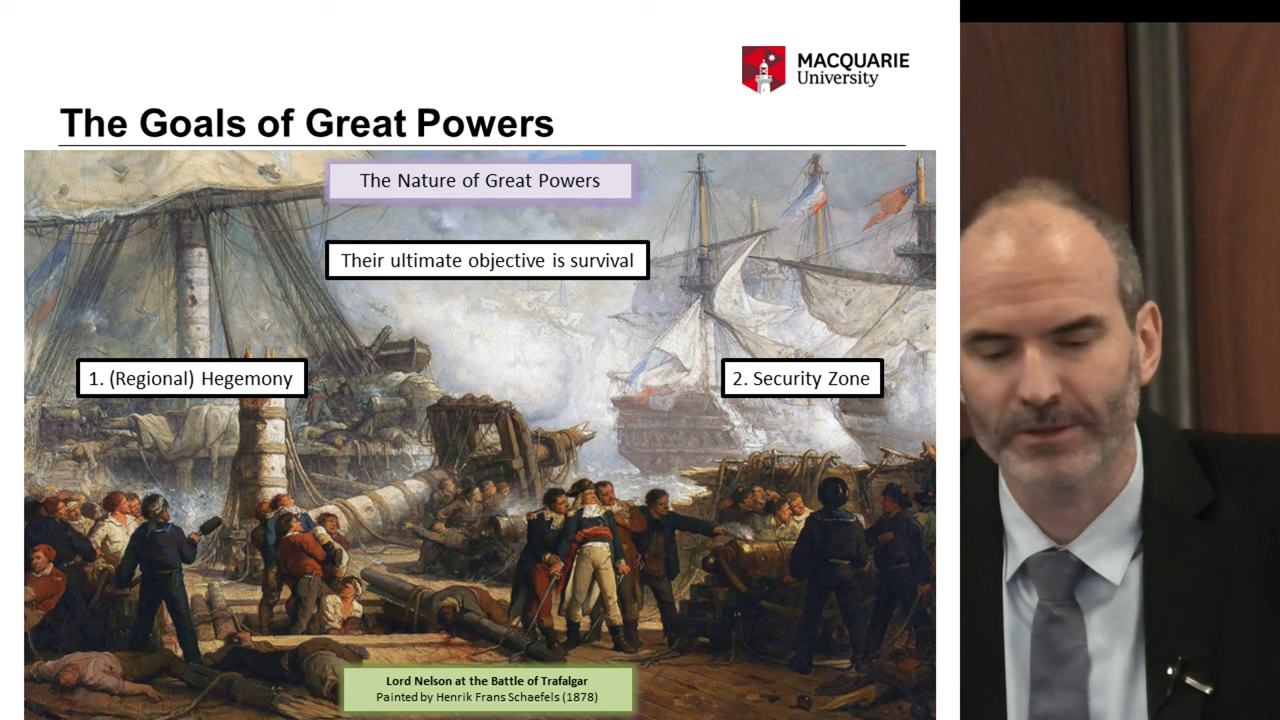 MACQUARIE
University
The Goals of Great Powers
The Nature of Great Powers
Their ultimate objective is survival
1. (Regional) Hegemony
2. Security Zone
Lord Nelson at the Battle of Trafalgar
Painted by Henrik Frans Schaefels (1878)